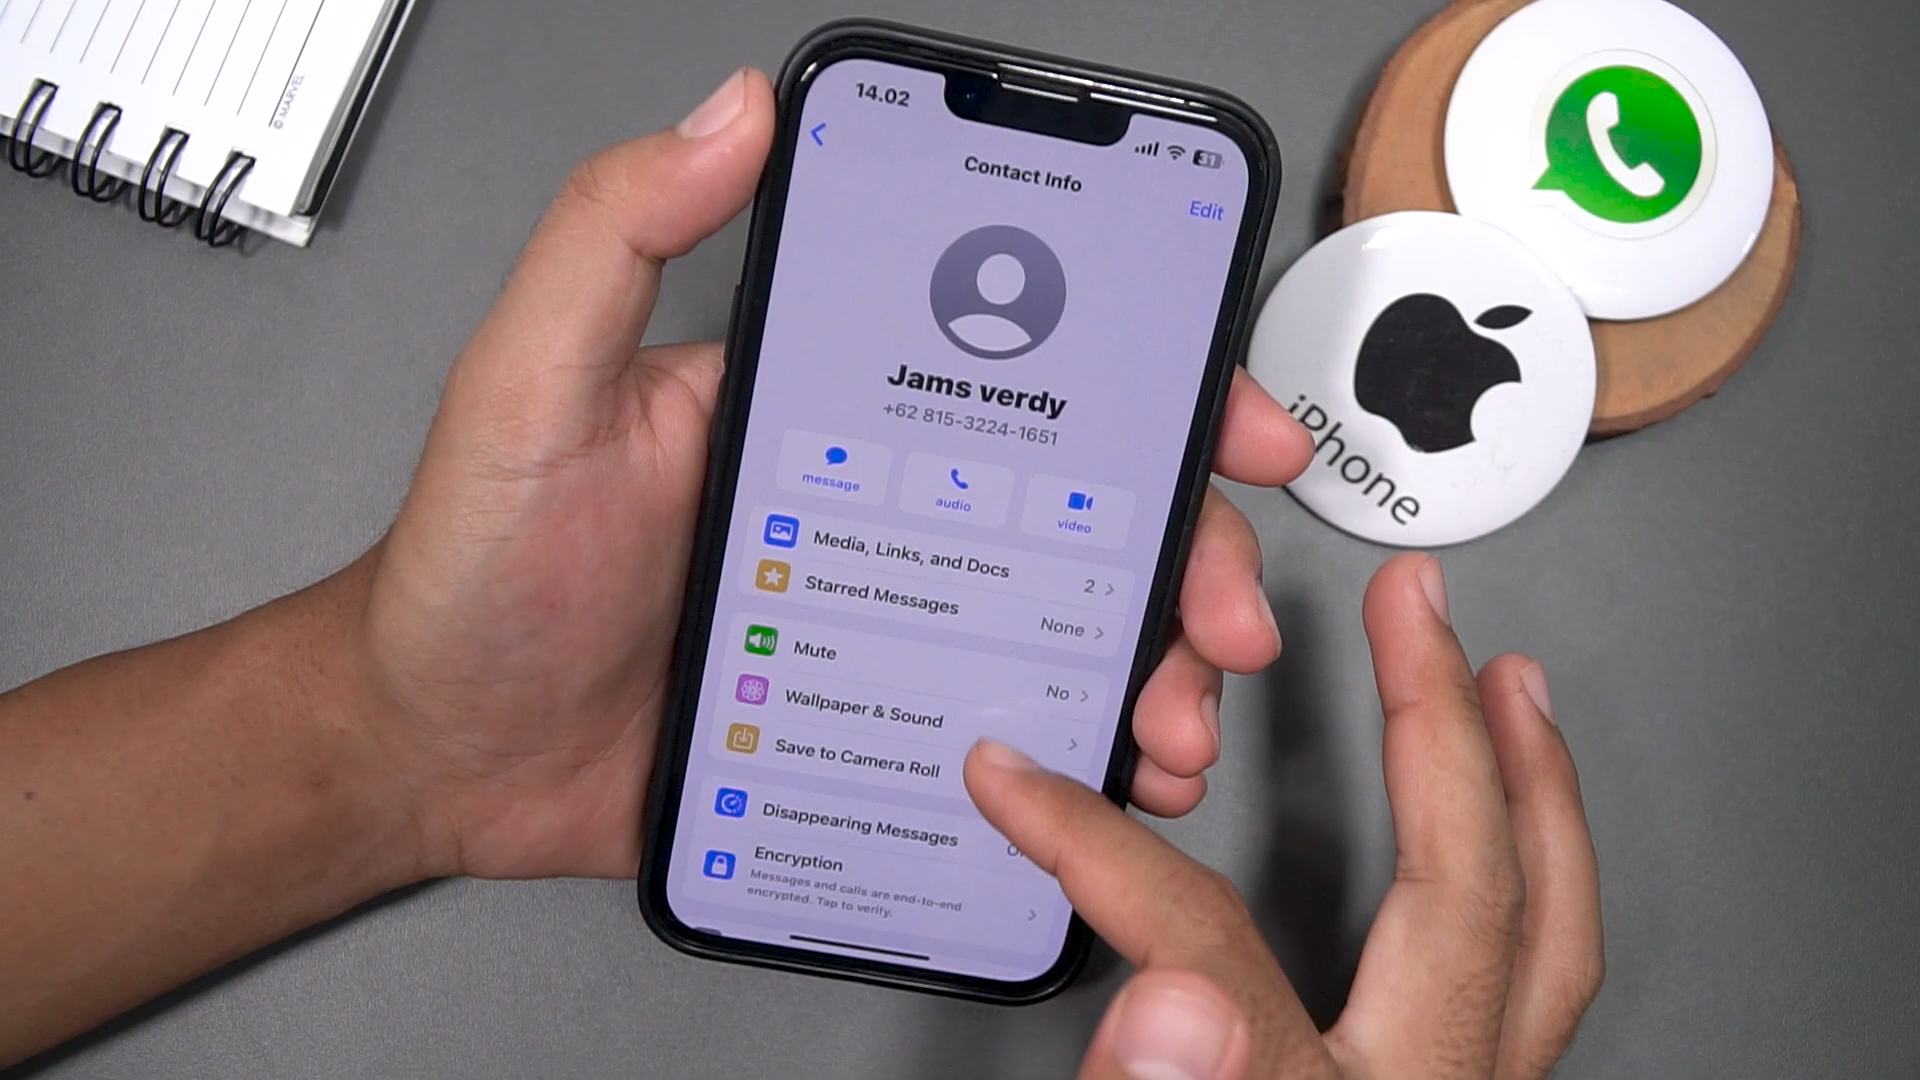 © MARVEL
14.02
31
Contact Info
Edit
Jams verdy
+62 815-3224-1651
message
audio
video
Media, Links, and Docs
2
Starred Messages
None
Mute
No
Wallpaper & Sound
Save to Camera Roll
Disappearing Messages
Encryption
Messages and calls are end-to-end
encrypted. Tap to verify.
iPhone